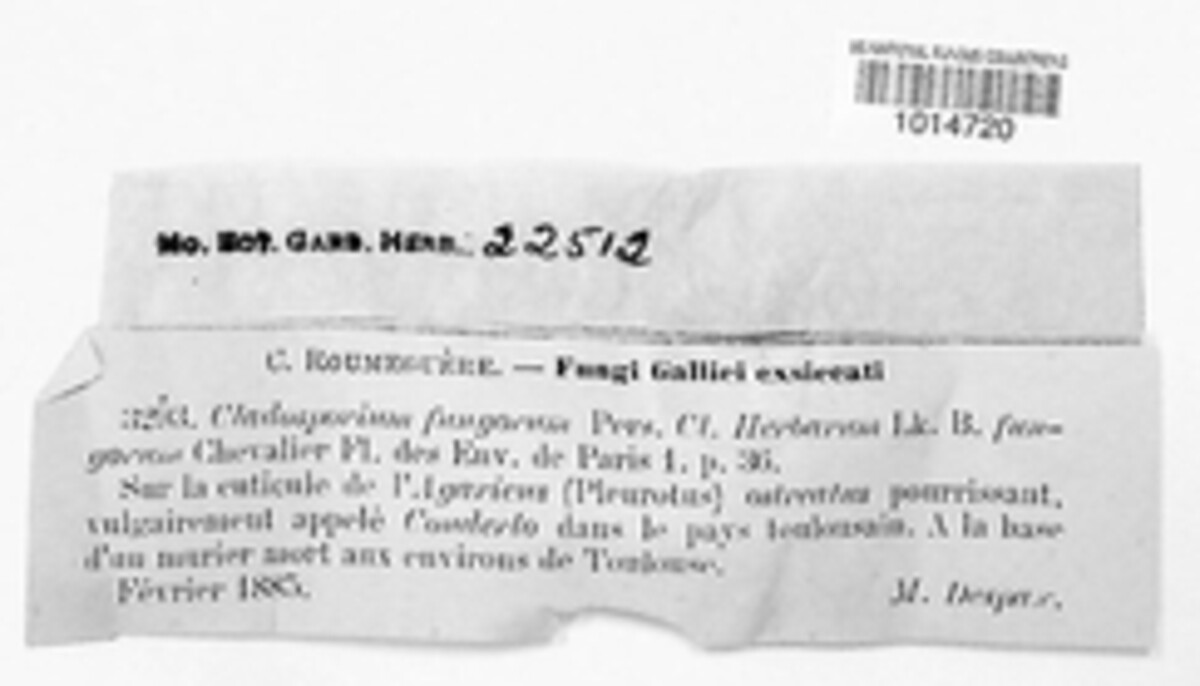 1014720
Mo. Bot. Gard. Herb. 22512
C. Roumeguère. — Fungi Gallici exsiccati
Cladosporium fungorum Pers. Cl. Herbarum Lk. B. fun-
gorum Chevalier Fl. des Env. de Paris 1. p. 36.
Sur la cuticule de l'Agaricus (Pleurotus) ostreatus pourrissant,
vulgairement appelé dans le pays toulousain. A la base
d'un murier mort aux environs de Toulouse.
Février 1885. M.